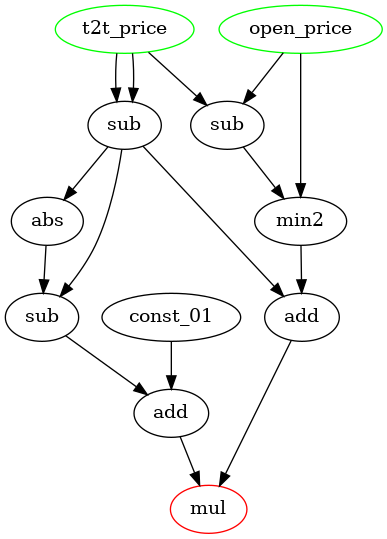 t2t_price open_price
sub sub
abs min2
sub const_01 add
add
mul